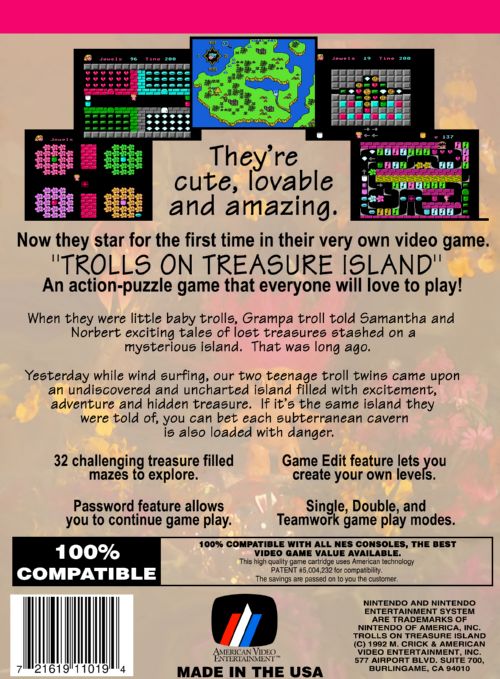 Jewels 96 Time 200
Jewels 19 Time 200
Jewels
137
They're
cute, lovable
and amazing.
Now they star for the first time in their very own video game.
"TROLLS ON TREASURE ISLAND"
An action-puzzle game that everyone will love to play!
When they were little baby trolls, Grampa troll told Samantha and
Norbert exciting tales of lost treasures stashed on a
mysterious island. That was long ago.
Yesterday while wind surfing, our two teenage troll twins came upon
an undiscovered and uncharted island filled with excitement,
adventure and hidden treasure. If it's the same island they
were told of, you can bet each subterranean cavern
is also loaded with danger.
32 challenging treasure filled
mazes to explore.
Game Edit feature lets you
create your own levels.
Password feature allows
you to continue game play.
Single, Double, and
Teamwork game play modes.
100%
COMPATIBLE
100% COMPATIBLE WITH ALL NES CONSOLES, THE BEST
VIDEO GAME VALUE AVAILABLE.
This high quality game cartridge uses American technology
PATENT #5,004,232 for compatibility.
The savings are passed on to you the customer.
7 21619 11019 4
AMERICAN VIDEO
ENTERTAINMENT™
MADE IN THE USA
NINTENDO AND NINTENDO
ENTERTAINMENT SYSTEM
ARE TRADEMARKS OF
NINTENDO OF AMERICA, INC.
TROLLS ON TREASURE ISLAND
(C) 1992 M. CRICK & AMERICAN
VIDEO ENTERTAINMENT, INC.
577 AIRPORT BLVD. SUITE 700,
BURLINGAME, CA 94010